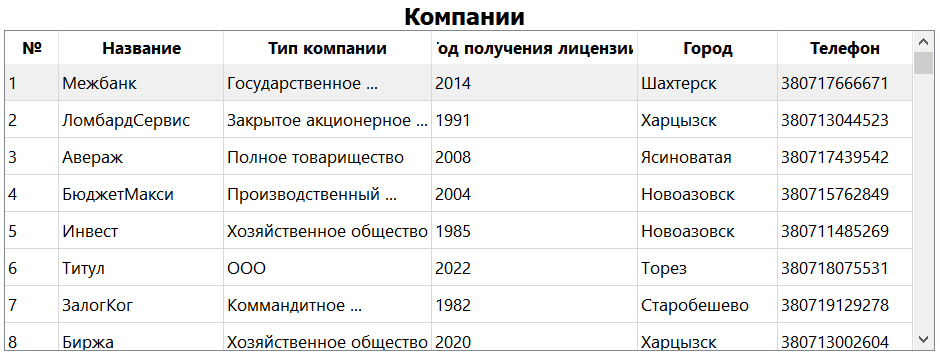 Компании
№ Название Тип компании Год получения лицензии Город Телефон
1 Межбанк Государственное ... 2014 Шахтерск 380717666671
2 ЛомбардСервис Закрытое акционерное ... 1991 Харцызск 380713044523
3 Авераж Полное товарищество 2008 Ясиноватая 380717439542
4 БюджетМакси Производственный ... 2004 Новоазовск 380715762849
5 Инвест Хозяйственное общество 1985 Новоазовск 380711485269
6 Титул ООО 2022 Торез 380718075531
7 ЗалогКог Коммандитное ... 1982 Старобешево 380719129278
8 Биржа Хозяйственное общество 2020 Харцызск 380713002604